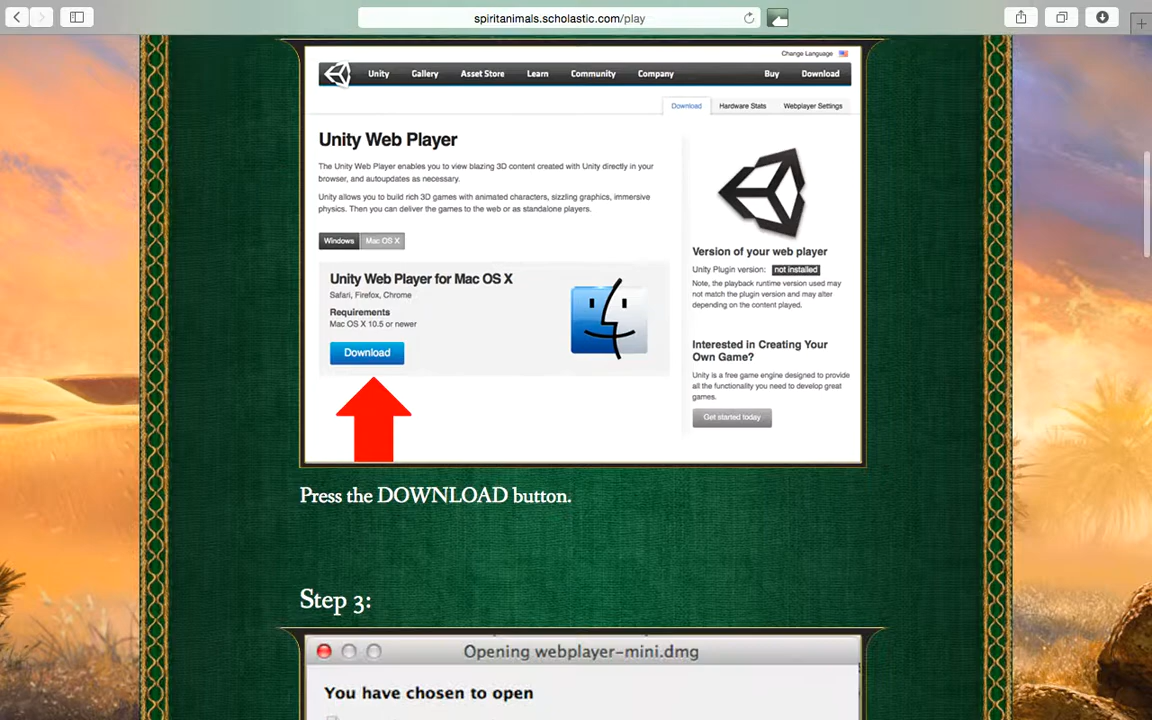 spiritanimals.scholastic.com/play
Change Language
Unity Gallery Asset Store Learn Community Company Buy Download
Download Hardware Stats Webplayer Settings
Unity Web Player
The Unity Web Player enables you to view blazing 3D content created with Unity directly in your
browser, and autoupdates as necessary.
Unity allows you to build rich 3D games with animated characters, sizzling graphics, immersive
physics. Then you can deliver the games to the web or as standalone players.
Windows Mac OS X
Unity Web Player for Mac OS X
Safari, Firefox, Chrome
Requirements
Mac OS X 10.5 or newer
Download
Version of your web player
Unity Plugin version: not installed
Note, the playback runtime version used may
not match the plugin version and may alter
depending on the content played.
Interested in Creating Your
Own Game?
Unity is a free game engine designed to provide
all the functionality you need to develop great
games.
Get started today
Press the DOWNLOAD button.
Step 3:
Opening webplayer-mini.dmg
You have chosen to open